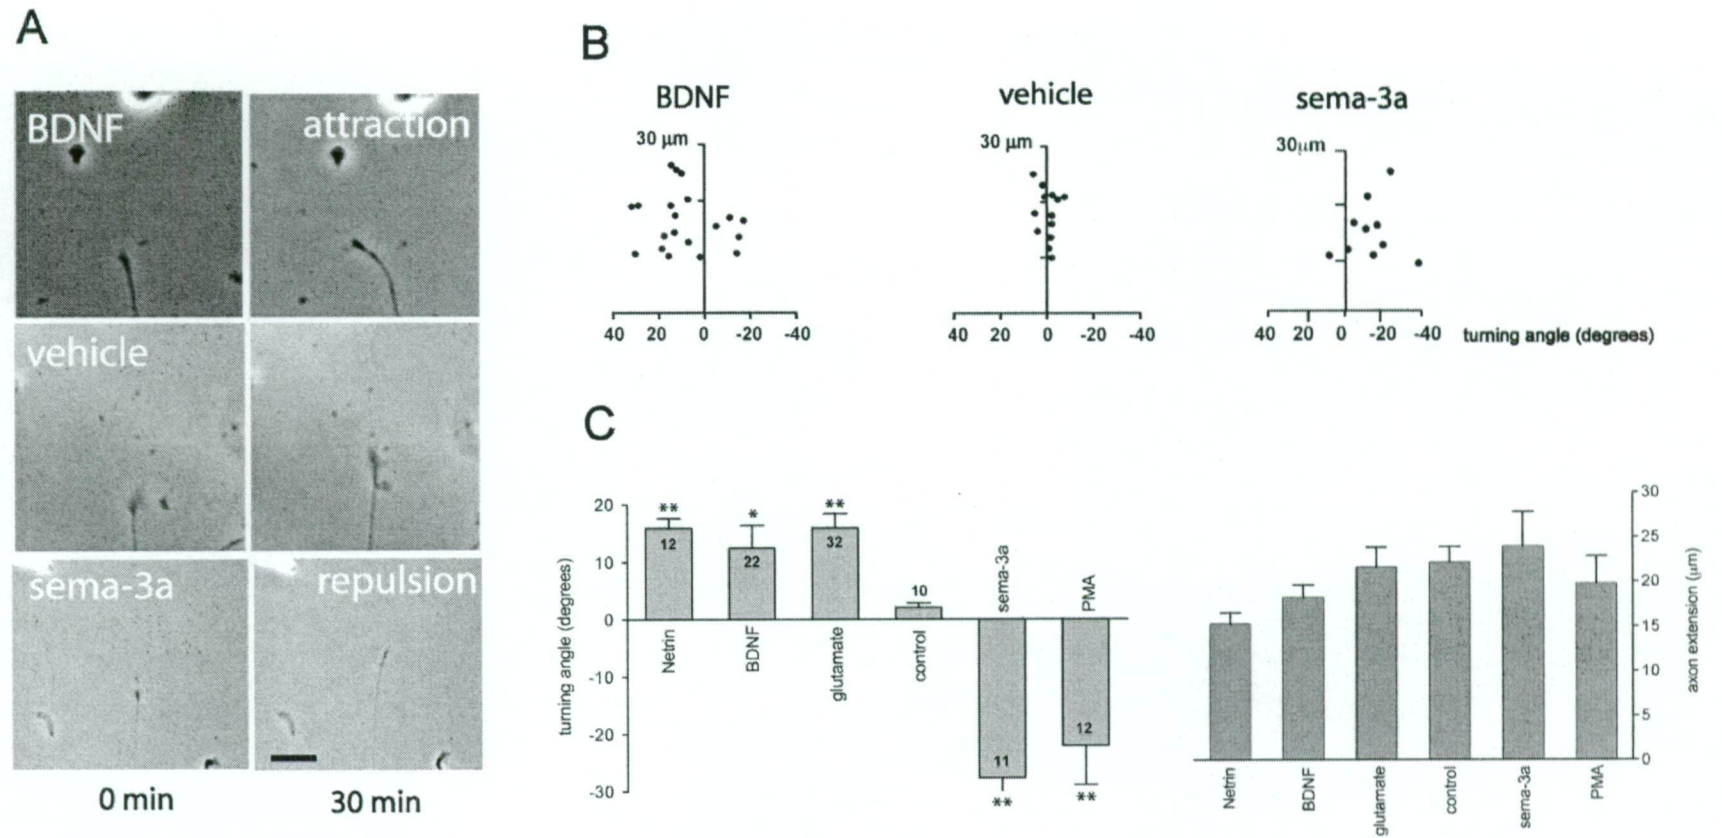 A
BDNF
attraction
vehicle
sema-3a
repulsion
0 min
30 min
B
BDNF
vehicle
sema-3a
30 µm
30 µm
30µm
40 20 0 -20 -40
40 20 0 -20 -40
40 20 0 -20 -40
turning angle (degrees)
C
turning angle (degrees)
20
10
0
-10
-20
-30
**
*
**
12
22
32
10
11
12
**
**
Netrin
BDNF
glutamate
control
sema-3a
PMA
30
25
20
15
10
5
0
axon extension (µm)
Netrin
BDNF
glutamate
control
sema-3a
PMA